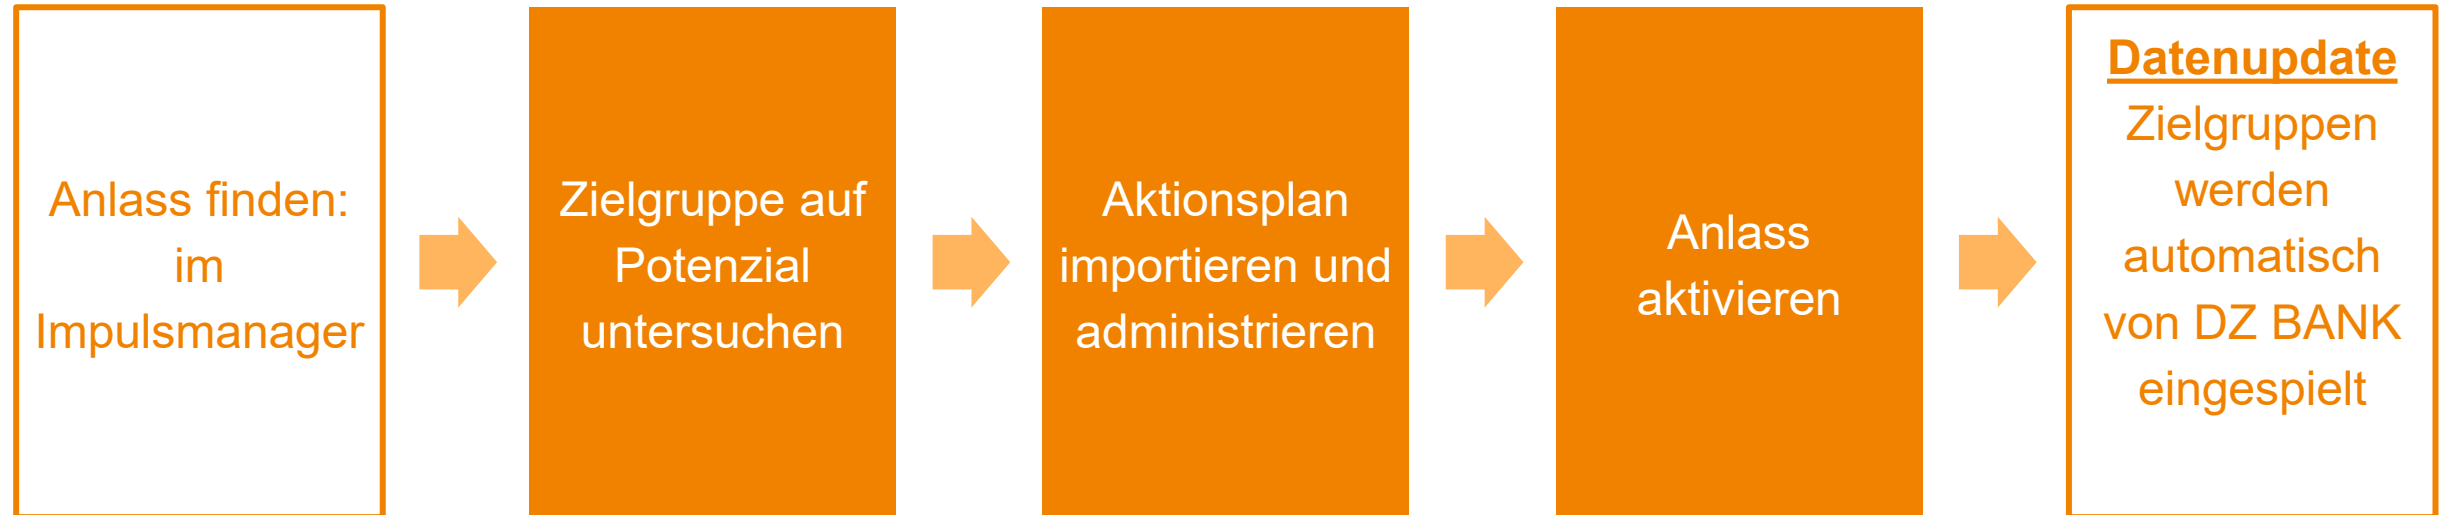 Anlass finden:
im
Impulsmanager
Zielgruppe auf
Potenzial
untersuchen
Aktionsplan
importieren und
administrieren
Anlass
aktivieren
Datenupdate
Zielgruppen
werden
automatisch
von DZ BANK
eingespielt